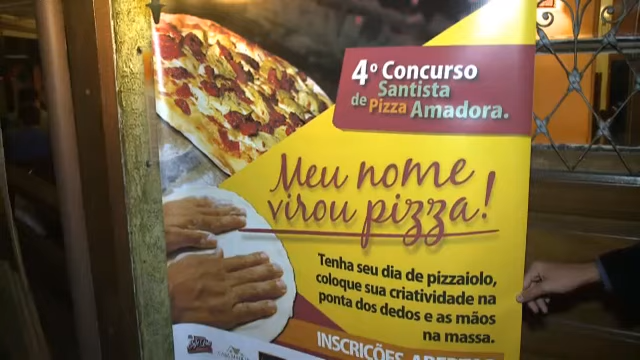 4º Concurso
Santista
de Pizza Amadora.
Meu nome
virou pizza!
Tenha seu dia de pizzaiolo,
coloque sua criatividade na
ponta dos dedos e as mãos
na massa.
INSCRIÇÕES